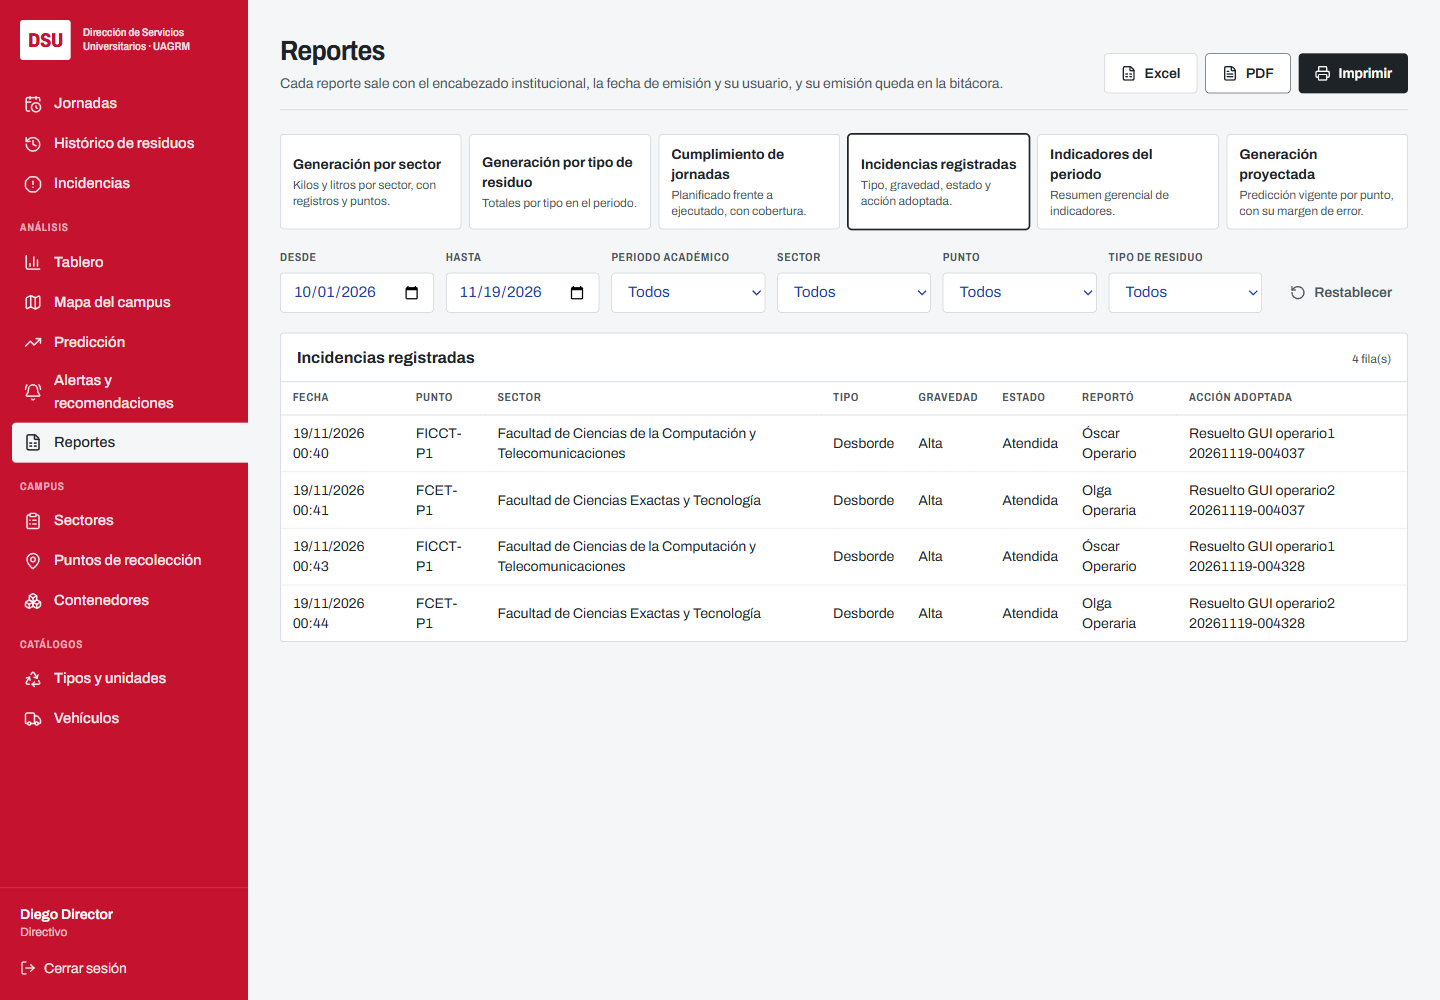 DSU
Dirección de Servicios
Universitarios · UAGRM
Jornadas
Histórico de residuos
Incidencias
ANÁLISIS
Tablero
Mapa del campus
Predicción
Alertas y
recomendaciones
Reportes
CAMPUS
Sectores
Puntos de recolección
Contenedores
CATÁLOGOS
Tipos y unidades
Vehículos
Diego Director
Directivo
Cerrar sesión
Reportes
Cada reporte sale con el encabezado institucional, la fecha de emisión y su usuario, y su emisión queda en la bitácora.
Excel
PDF
Imprimir
Generación por sector
Kilos y litros por sector, con
registros y puntos.
Generación por tipo de
residuo
Totales por tipo en el periodo.
Cumplimiento de
jornadas
Planificado frente a
ejecutado, con cobertura.
Incidencias registradas
Tipo, gravedad, estado y
acción adoptada.
Indicadores del
periodo
Resumen gerencial de
indicadores.
Generación
proyectada
Predicción vigente por punto,
con su margen de error.
DESDE
10/01/2026
HASTA
11/19/2026
PERIODO ACADÉMICO
Todos
SECTOR
Todos
PUNTO
Todos
TIPO DE RESIDUO
Todos
Restablecer
Incidencias registradas
4 fila(s)
FECHA PUNTO SECTOR TIPO GRAVEDAD ESTADO REPORTÓ ACCIÓN ADOPTADA
19/11/2026 FICCT- Facultad de Ciencias de la Computación y Desborde Alta Atendida Óscar Resuelto GUI operario1
00:40 P1 Telecomunicaciones Operario 20261119-004037
19/11/2026 FCET- Facultad de Ciencias Exactas y Tecnología Desborde Alta Atendida Olga Resuelto GUI operario2
00:41 P1 Operaria 20261119-004037
19/11/2026 FICCT- Facultad de Ciencias de la Computación y Desborde Alta Atendida Óscar Resuelto GUI operario1
00:43 P1 Telecomunicaciones Operario 20261119-004328
19/11/2026 FCET- Facultad de Ciencias Exactas y Tecnología Desborde Alta Atendida Olga Resuelto GUI operario2
00:44 P1 Operaria 20261119-004328